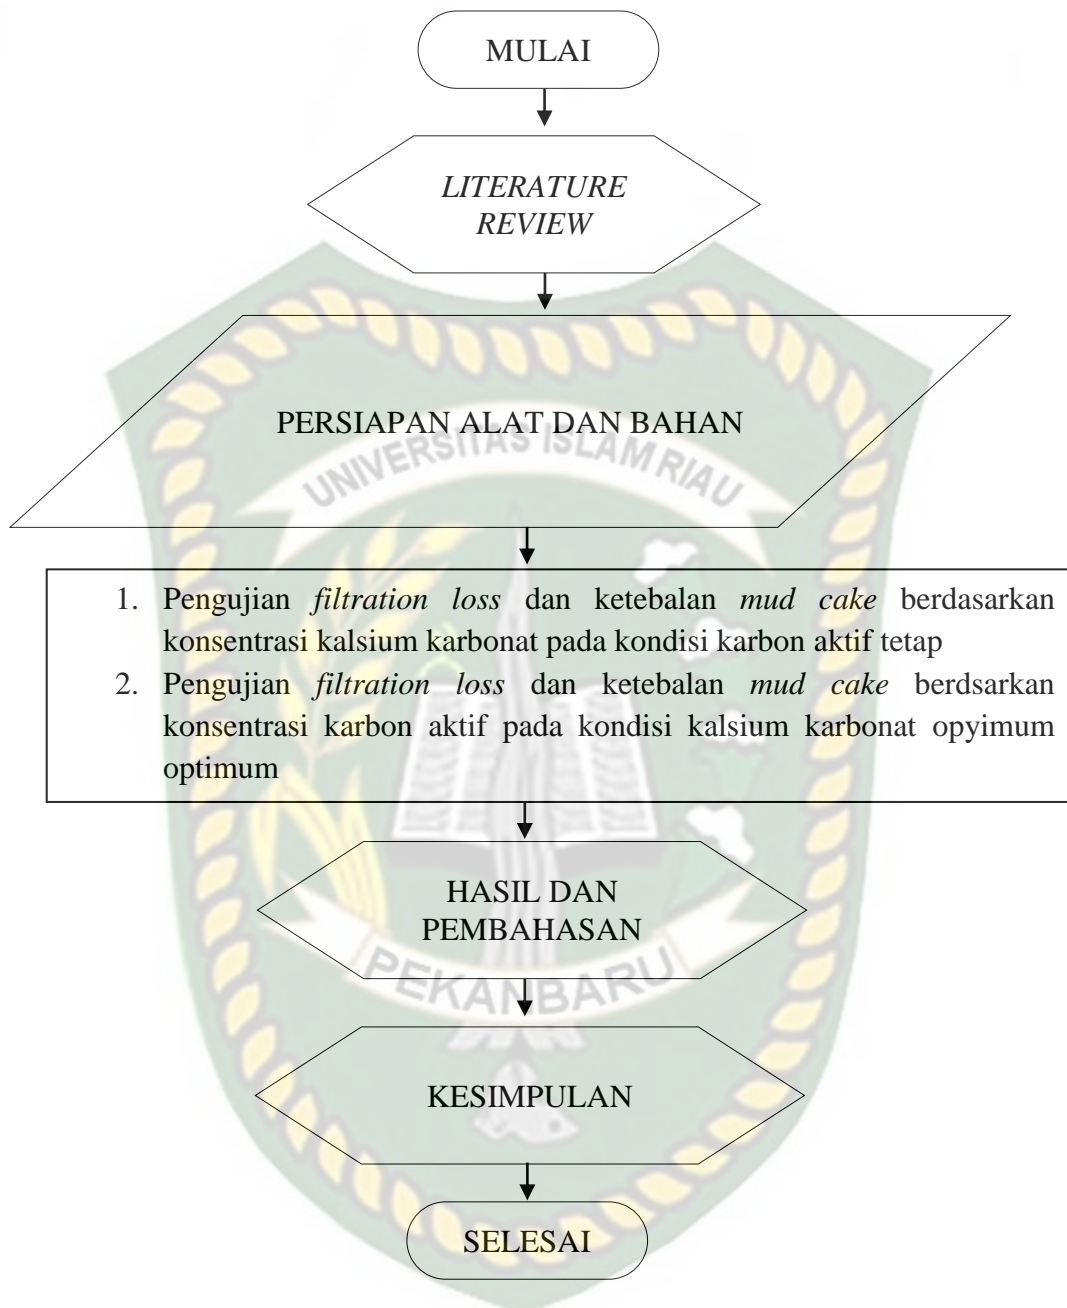 MULAI
LITERATURE
REVIEW
PERSIAPAN ALAT DAN BAHAN
UNIVERSITAS ISLAM RIAU
1. Pengujian filtration loss dan ketebalan mud cake berdasarkan
konsentrasi kalsium karbonat pada kondisi karbon aktif tetap
2. Pengujian filtration loss dan ketebalan mud cake berdsarkan
konsentrasi karbon aktif pada kondisi kalsium karbonat opyimum
optimum
HASIL DAN
PEMBAHASAN
PEKANBARU
KESIMPULAN
SELESAI